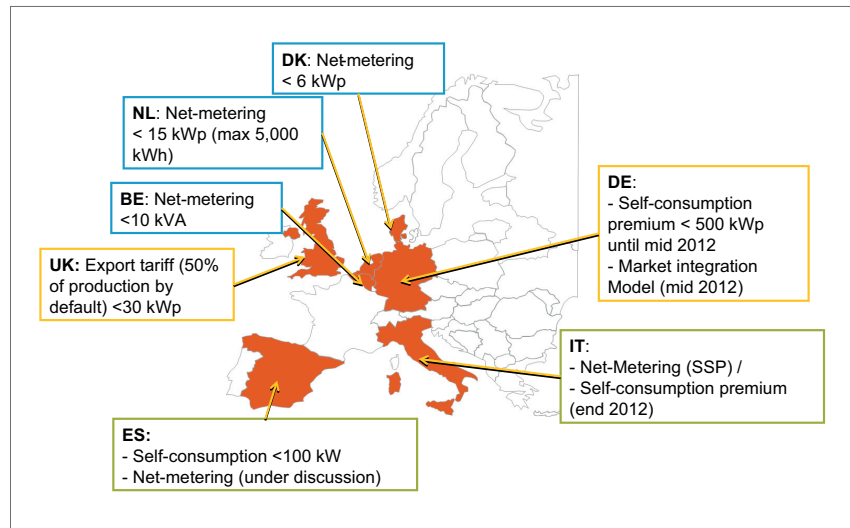 DK: Net-metering
< 6 kWp
NL: Net-metering
< 15 kWp (max 5,000
kWh)
BE: Net-metering
<10 kVA
UK: Export tariff (50%
of production by
default) <30 kWp
DE:
- Self-consumption
premium < 500 kWp
until mid 2012
- Market integration
Model (mid 2012)
IT:
- Net-Metering (SSP) /
- Self-consumption premium
(end 2012)
ES:
- Self-consumption <100 kW
- Net-metering (under discussion)